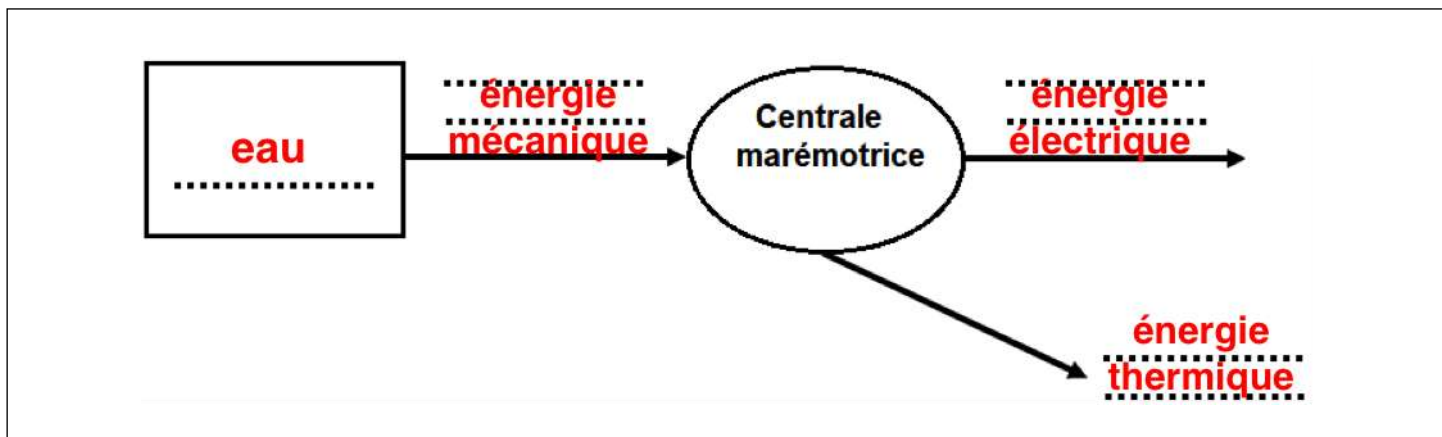 eau
énergie
mécanique
Centrale
marémotrice
énergie
électrique
énergie
thermique